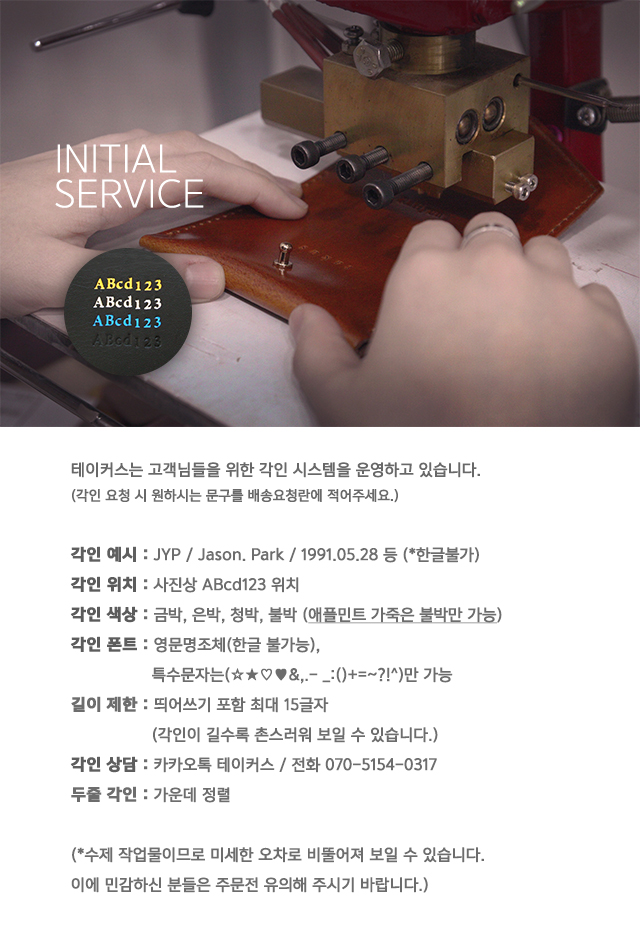 INITIAL
SERVICE
ABcd123
ABcd123
ABcd123
ABcd123
테이커스는 고객님들을 위한 각인 시스템을 운영하고 있습니다.
(각인 요청 시 원하시는 문구를 배송요청란에 적어주세요.)
각인 예시 : JYP / Jason. Park / 1991.05.28 등 (*한글불가)
각인 위치 : 사진상 ABcd123 위치
각인 색상 : 금박, 은박, 청박, 불박 (애플민트 가죽은 불박만 가능)
각인 폰트 : 영문명조체(한글 불가능),
특수문자는(☆★♡♥&,.- _:()+=~?!^)만 가능
길이 제한 : 띄어쓰기 포함 최대 15글자
(각인이 길수록 촌스러워 보일 수 있습니다.)
각인 상담 : 카카오톡 테이커스 / 전화 070-5154-0317
두줄 각인 : 가운데 정렬
(*수제 작업물이므로 미세한 오차로 비뚤어져 보일 수 있습니다.
이에 민감하신 분들은 주문전 유의해 주시기 바랍니다.)